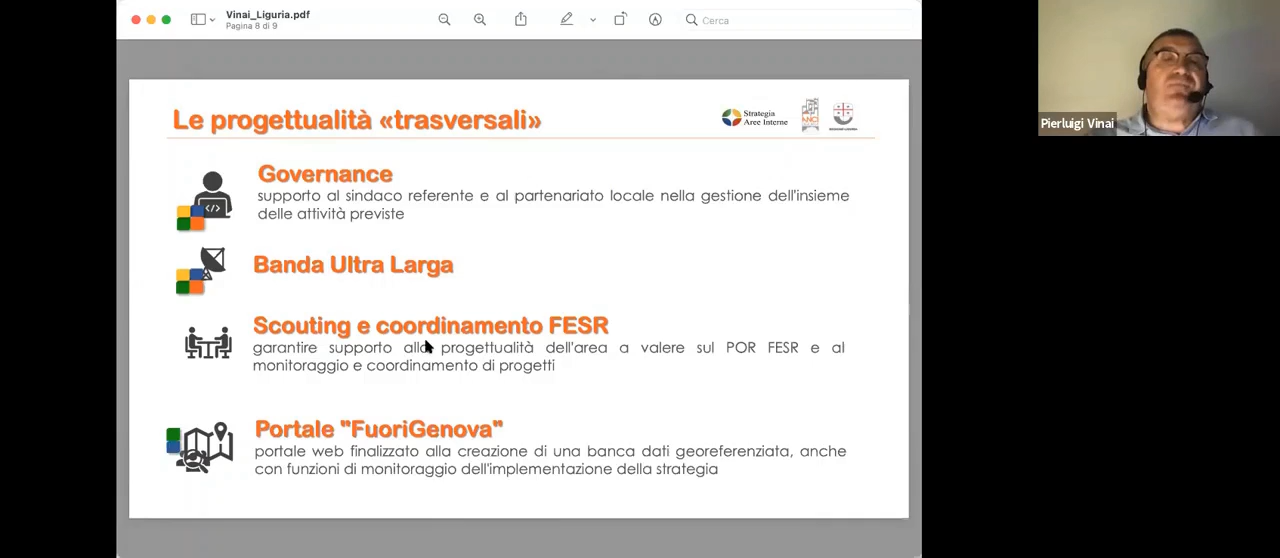 Vinai_Liguria.pdf
Pagina 8 di 9
Cerca
Pierluigi Vinai
Le progettualità «trasversali»
Strategia
Aree Interne
ANCI
Governance
supporto al sindaco referente e al partenariato locale nella gestione dell'insieme
delle attività previste
</>
Banda Ultra Larga
Scouting e coordinamento FESR
garantire supporto alla progettualità dell'area a valere sul POR FESR e al
monitoraggio e coordinamento di progetti
Portale "FuoriGenova"
portale web finalizzato alla creazione di una banca dati georeferenziata, anche
con funzioni di monitoraggio dell'implementazione della strategia